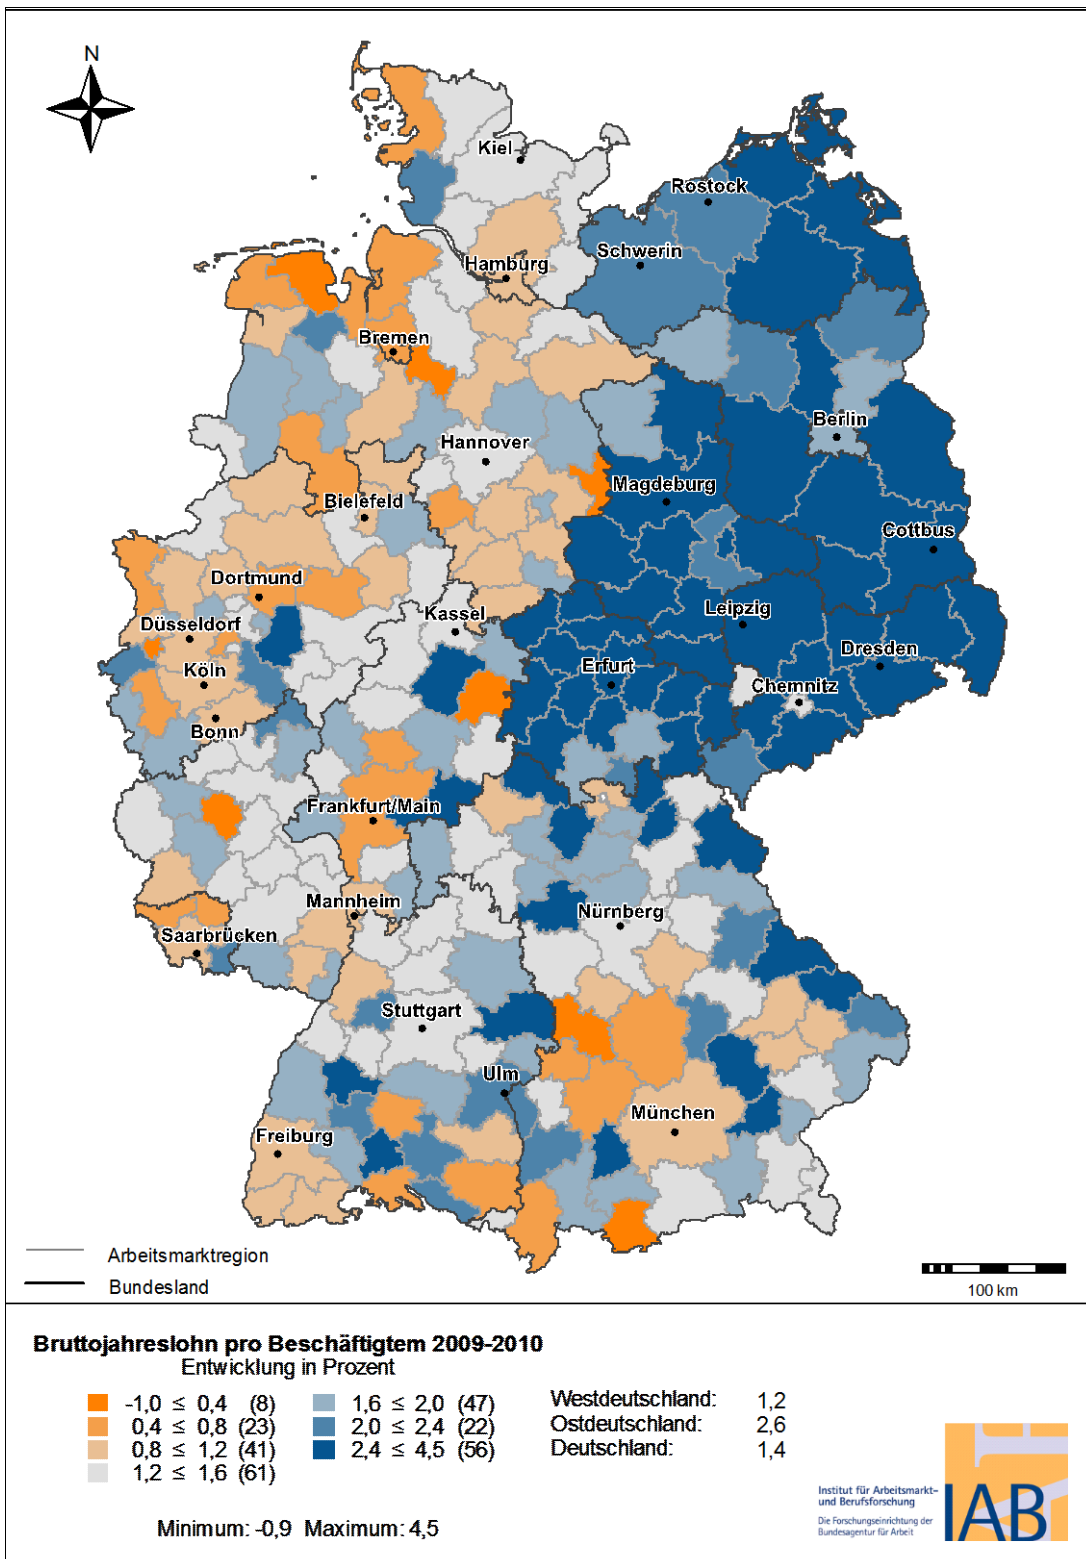 N
Kiel
Rostock
Schwerin
Hamburg
Bremen
Berlin
Hannover
Magdeburg
Bielefeld
Cottbus
Dortmund
Leipzig
Düsseldorf
Kassel
Dresden
Köln
Erfurt
Chemnitz
Bonn
Frankfurt/Main
Mannheim
Nürnberg
Saarbrücken
Stuttgart
Ulm
München
Freiburg
Arbeitsmarktregion
Bundesland
100 km
Bruttojahreslohn pro Beschäftigtem 2009-2010
Entwicklung in Prozent
-1,0 ≤ 0,4 (8)
0,4 ≤ 0,8 (23)
0,8 ≤ 1,2 (41)
1,2 ≤ 1,6 (61)
1,6 ≤ 2,0 (47)
2,0 ≤ 2,4 (22)
2,4 ≤ 4,5 (56)
Westdeutschland: 1,2
Ostdeutschland: 2,6
Deutschland: 1,4
Minimum: -0,9 Maximum: 4,5
Institut für Arbeitsmarkt-
und Berufsforschung
Die Forschungseinrichtung der
Bundesagentur für Arbeit
IAB